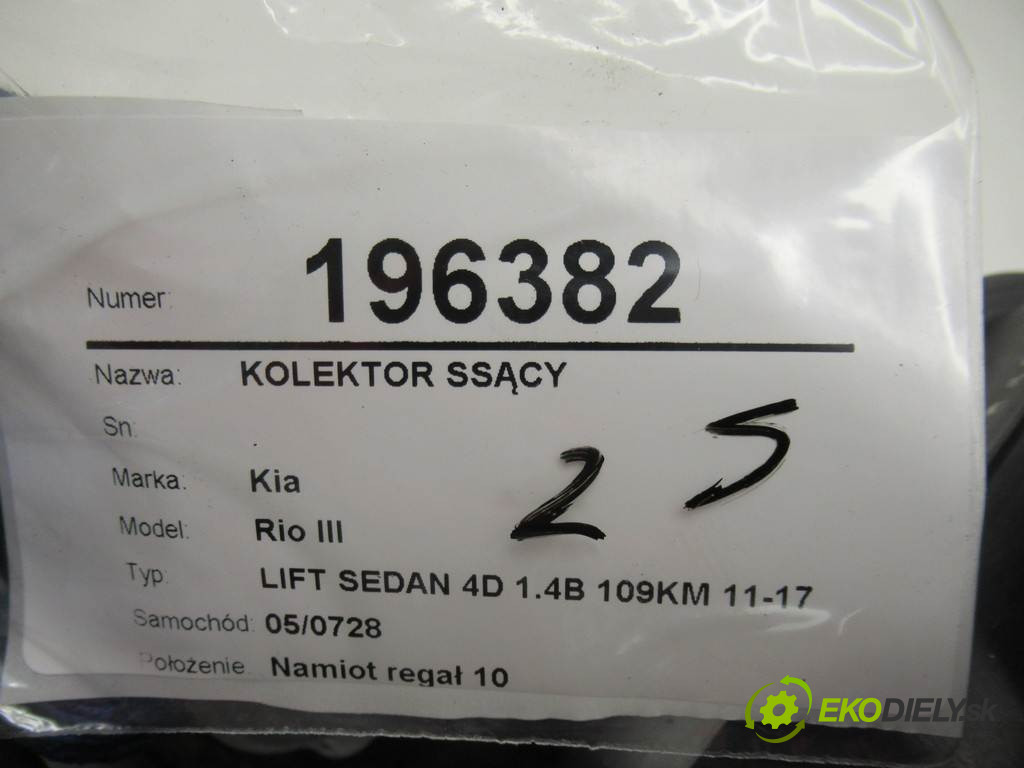 Numer: 196382
Nazwa: KOLEKTOR SSĄCY
Sn:
Marka: Kia
Model: Rio III
Typ: LIFT SEDAN 4D 1.4B 109KM 11-17
Samochód: 05/0728
Położenie Namiot regał 10
2 5
EKODIELY.sk